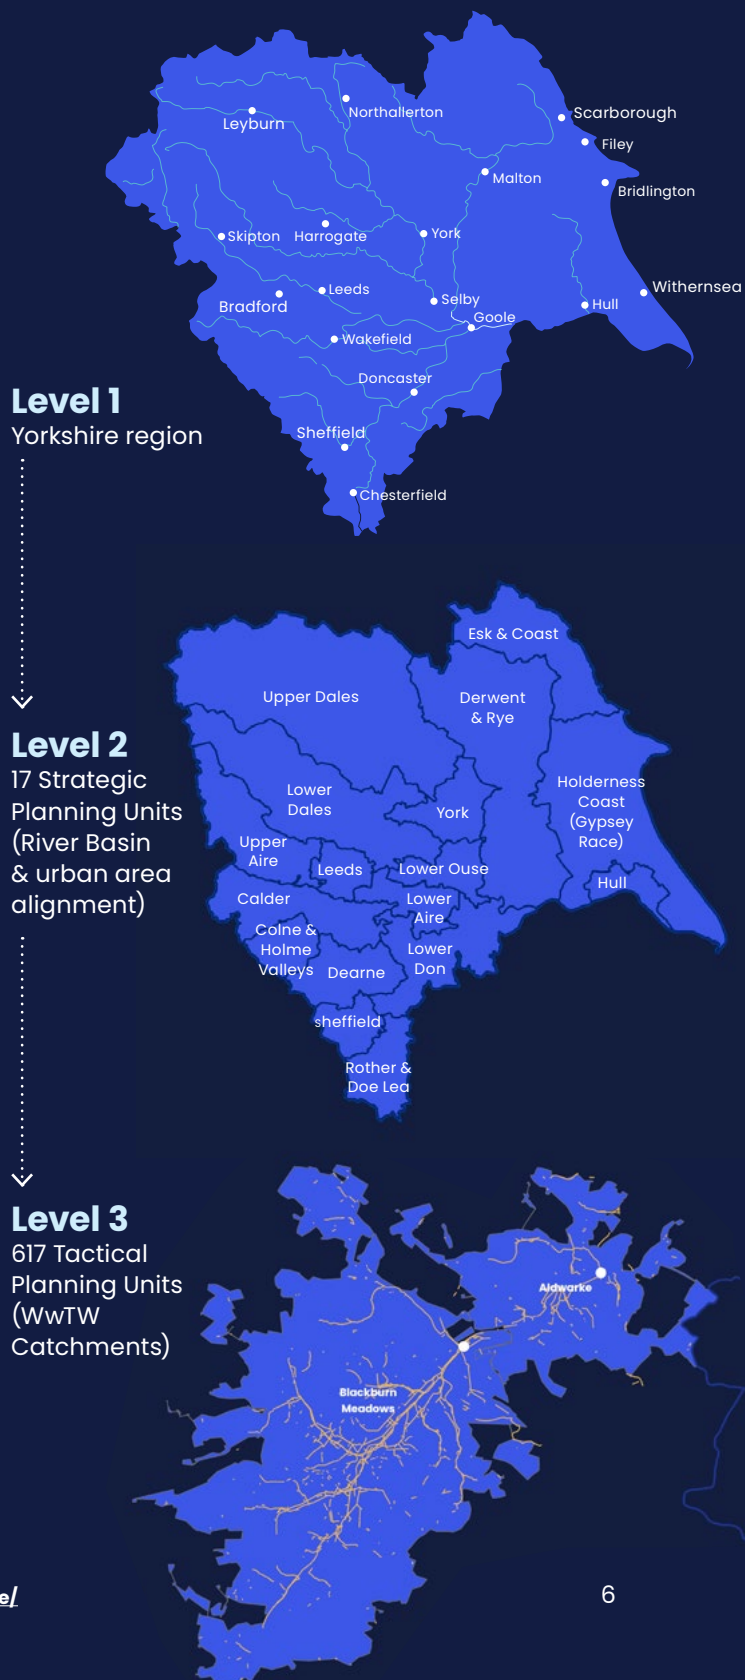 Scarborough
Northallerton
Leyburn
Filey
Malton
Bridlington
York
Skipton
Harrogate
Withernsea
Leeds
Selby
Hull
Bradford
Goole
Wakefield
Doncaster
Level 1
Yorkshire region
Sheffield
Chesterfield
Esk & Coast
Upper Dales
Derwent
& Rye
Level 2
17 Strategic
Planning Units
(River Basin
& urban area
alignment)
Lower
Dales
Holderness
Coast
(Gypsey
Race)
York
Upper
Aire
Leeds
Lower Ouse
Hull
Calder
Lower
Aire
Colne &
Holme
Valleys
Lower
Don
Dearne
sheffield
Rother &
Doe Lea
Level 3
617 Tactical
Planning Units
(WwTW
Catchments)
Aldwarke
Blackburn
Meadows
e/
6